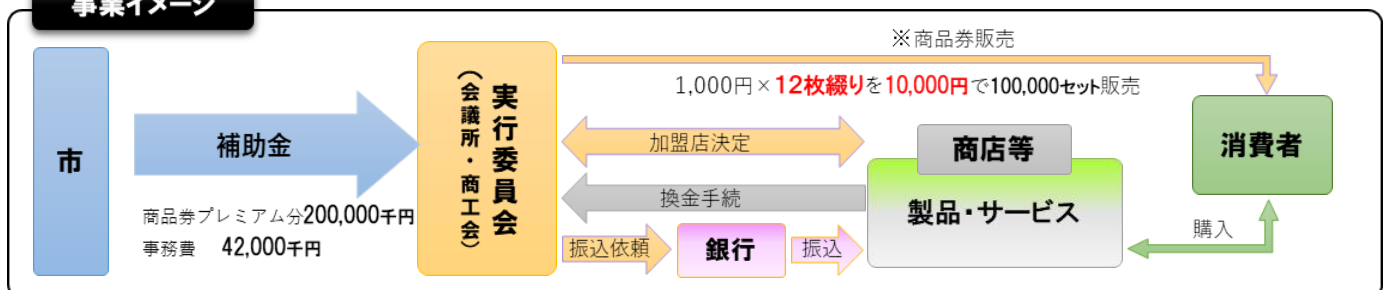 事業イメージ
市
補助金
商品券プレミアム分200,000千円
事務費 42,000千円
実行委員会
(会議所・商工会)
※商品券販売
1,000円×12枚綴りを10,000円で100,000セット販売
加盟店決定
換金手続
振込依頼
銀行
振込
商店等
製品・サービス
消費者
購入